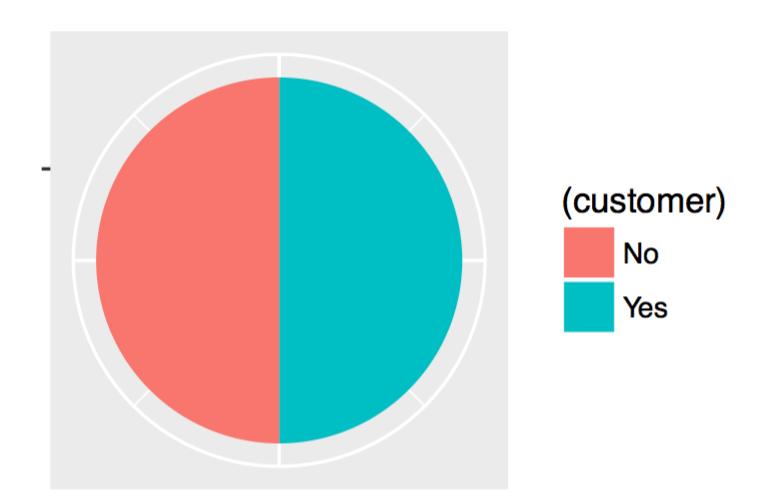 (customer)
No
Yes